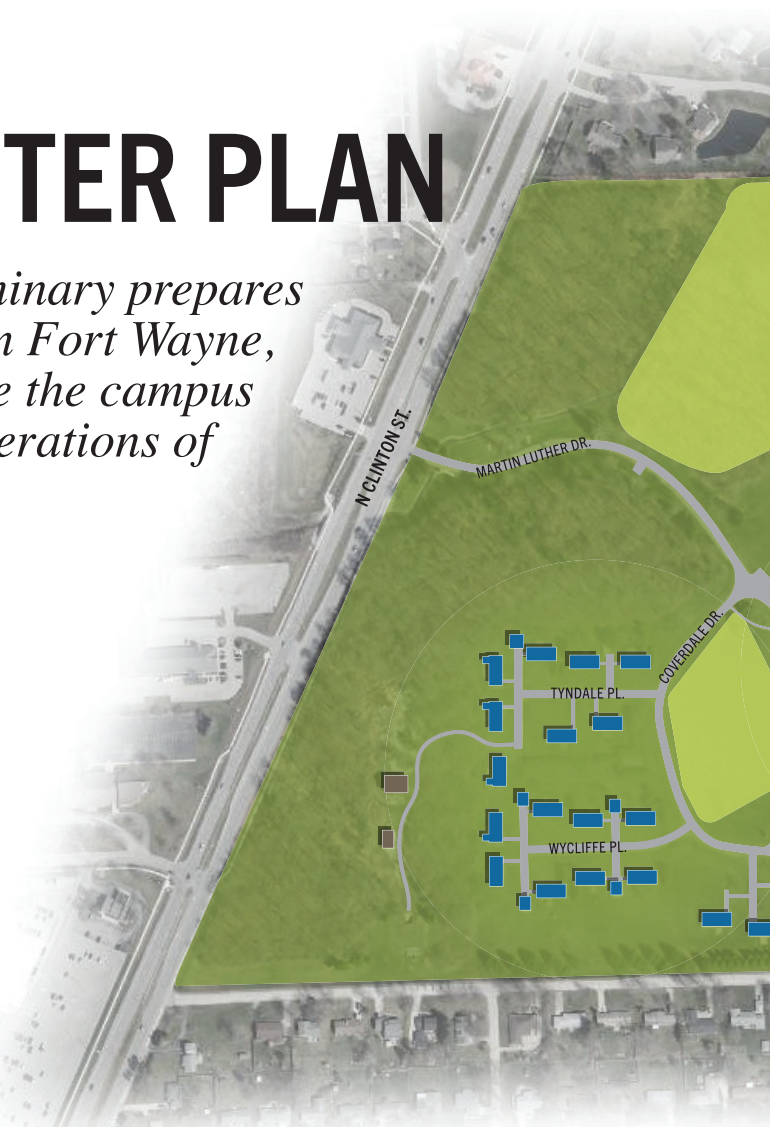 TER PLAN
ninary prepares
n Fort Wayne,
e the campus
erations of
N CLINTON ST.
MARTIN LUTHER DR.
COVERDALE DR.
TYNDALE PL.
WYCLIFFE PL.